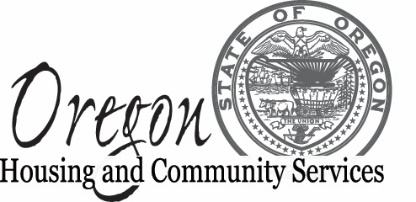 STATE OF OREGON
Oregon
THE UNION
Housing and Community Services